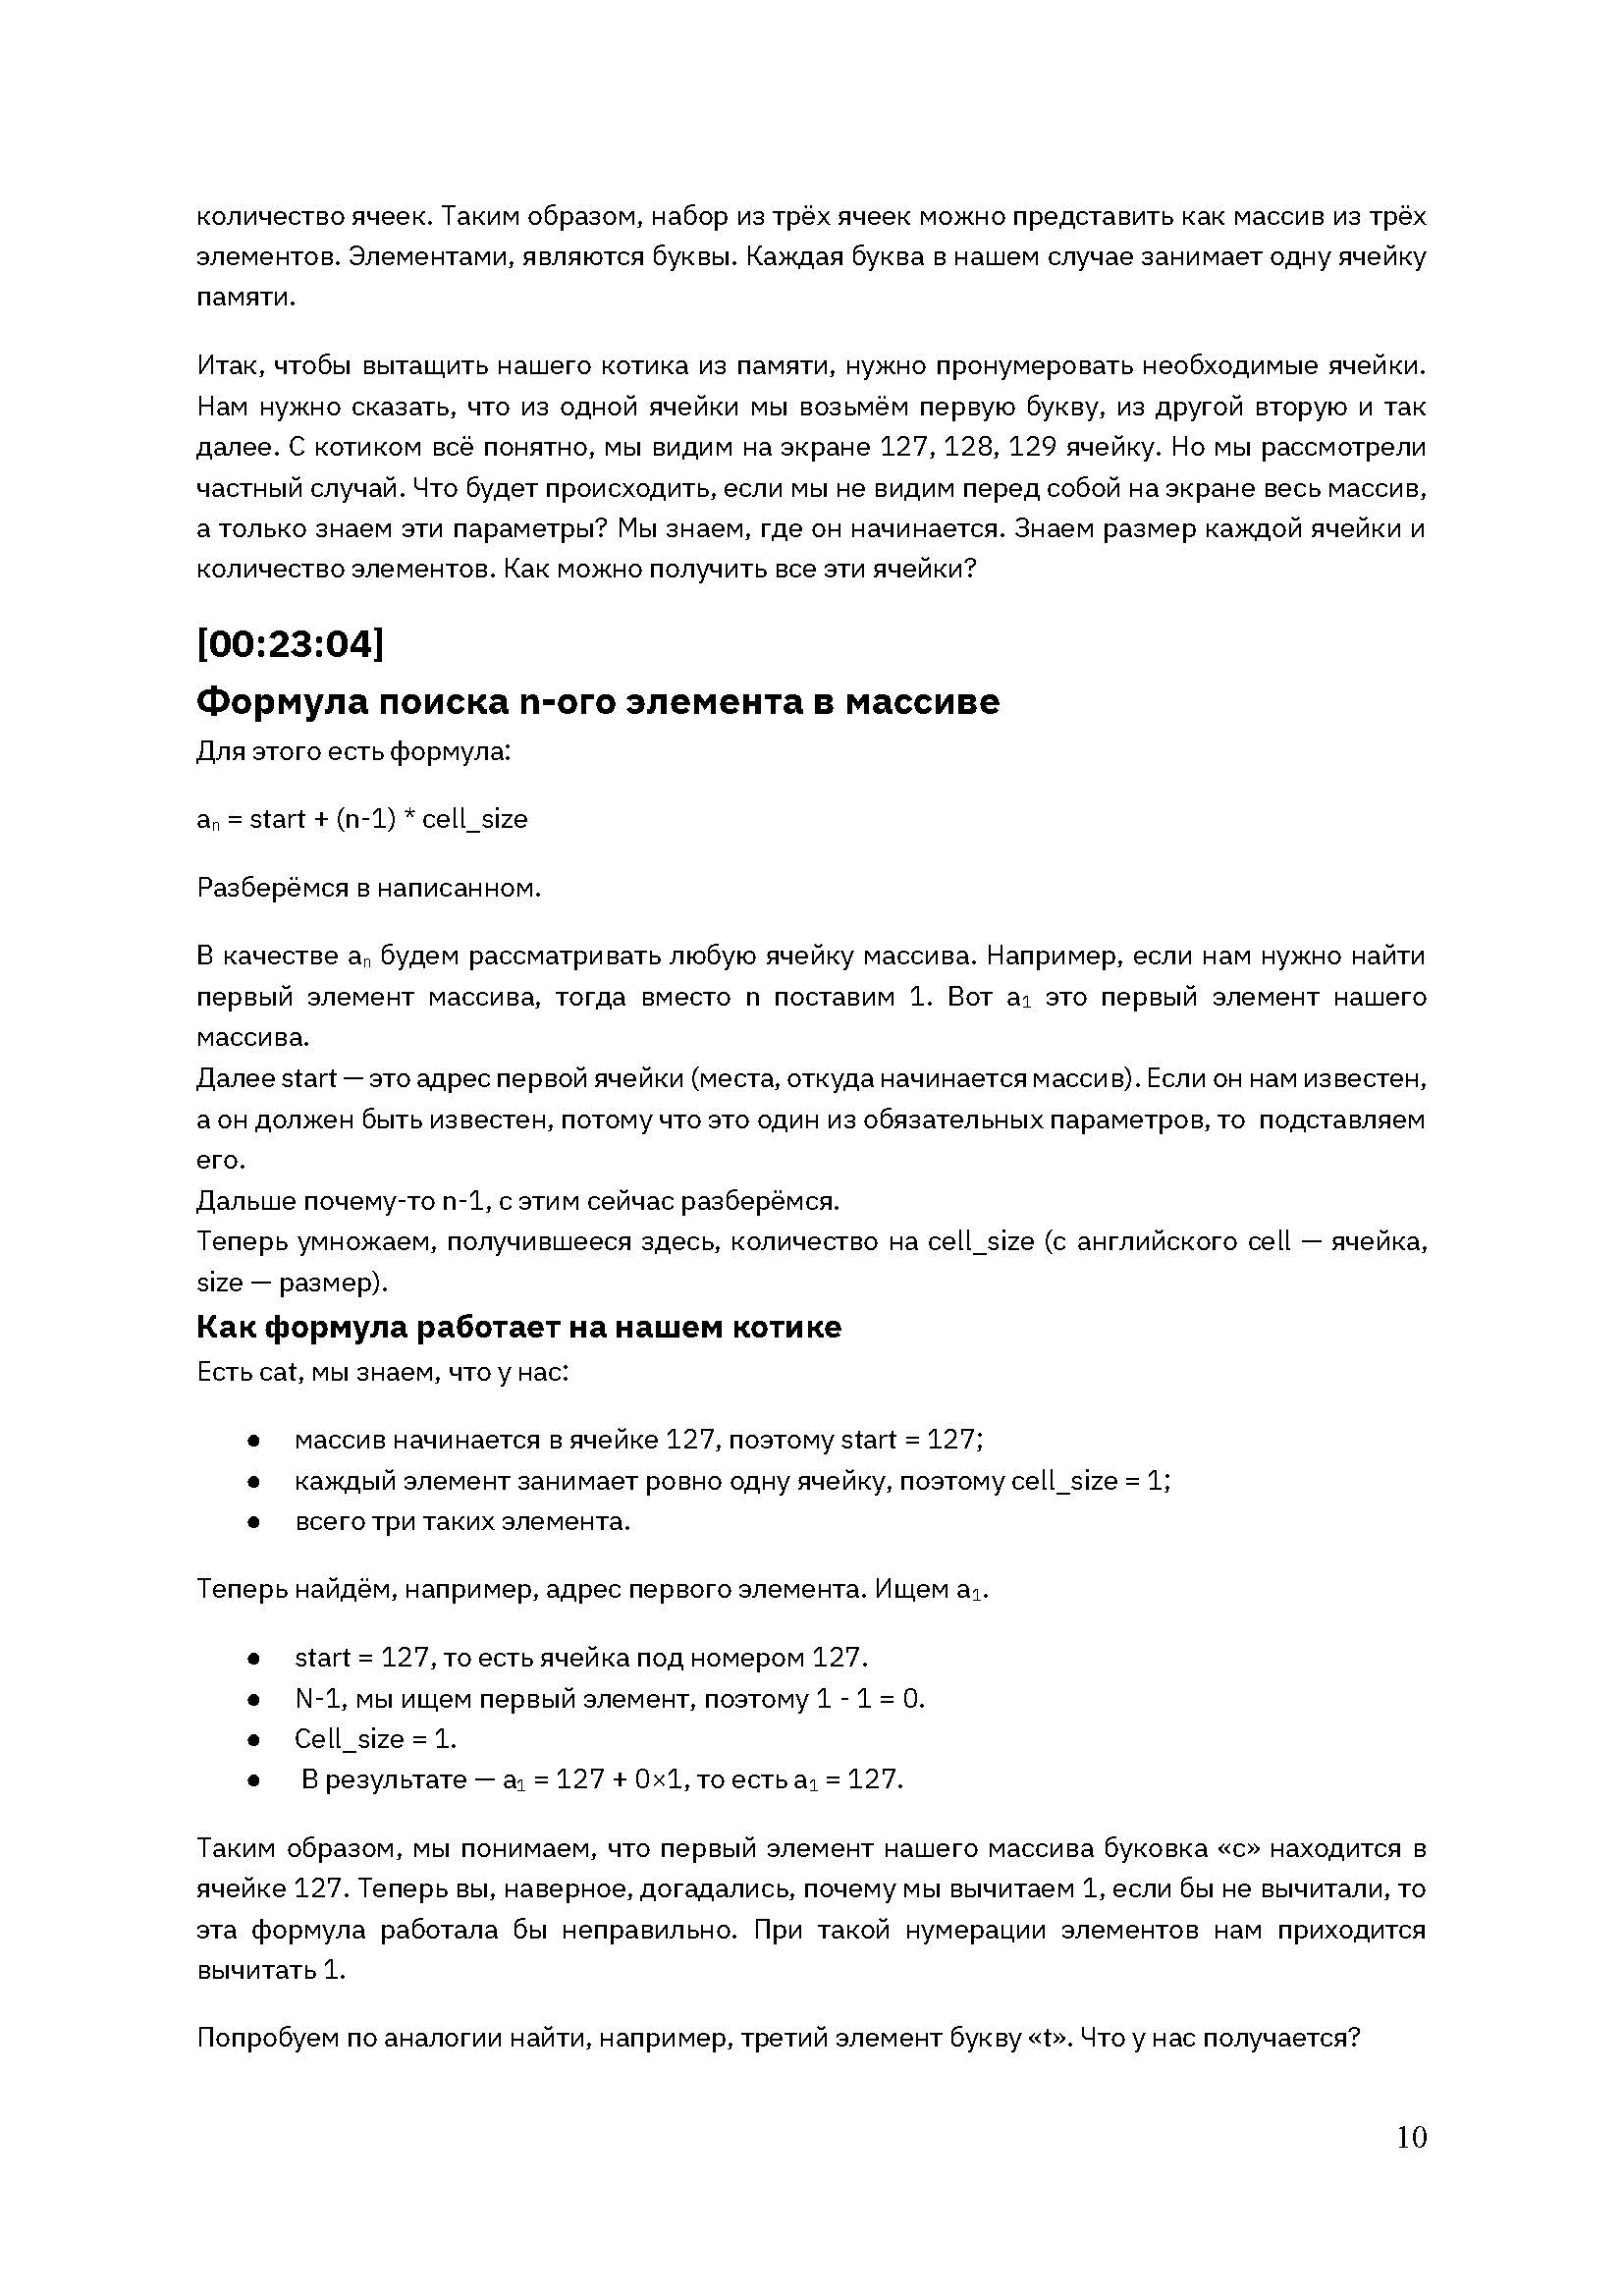 количество ячеек. Таким образом, набор из трёх ячеек можно представить как массив из трёх
элементов. Элементами, являются буквы. Каждая буква в нашем случае занимает одну ячейку
памяти.
Итак, чтобы вытащить нашего котика из памяти, нужно пронумеровать необходимые ячейки.
Нам нужно сказать, что из одной ячейки мы возьмём первую букву, из другой вторую и так
далее. С котиком всё понятно, мы видим на экране 127, 128, 129 ячейку. Но мы рассмотрели
частный случай. Что будет происходить, если мы не видим перед собой на экране весь массив,
а только знаем эти параметры? Мы знаем, где он начинается. Знаем размер каждой ячейки и
количество элементов. Как можно получить все эти ячейки?
[00:23:04]
Формула поиска n-ого элемента в массиве
Для этого есть формула:
aₙ = start + (n-1) * cell_size
Разберёмся в написанном.
В качестве aₙ будем рассматривать любую ячейку массива. Например, если нам нужно найти
первый элемент массива, тогда вместо n поставим 1. Вот a₁ это первый элемент нашего
массива.
Далее start — это адрес первой ячейки (места, откуда начинается массив). Если он нам известен,
а он должен быть известен, потому что это один из обязательных параметров, то  подставляем
его.
Дальше почему-то n-1, с этим сейчас разберёмся.
Теперь умножаем, получившееся здесь, количество на cell_size (с английского cell — ячейка,
size — размер).
Как формула работает на нашем котике
Есть cat, мы знаем, что у нас:
● массив начинается в ячейке 127, поэтому start = 127;
● каждый элемент занимает ровно одну ячейку, поэтому cell_size = 1;
● всего три таких элемента.
Теперь найдём, например, адрес первого элемента. Ищем a₁.
● start = 127, то есть ячейка под номером 127.
● N-1, мы ищем первый элемент, поэтому 1 - 1 = 0.
● Cell_size = 1.
● В результате — a₁ = 127 + 0×1, то есть a₁ = 127.
Таким образом, мы понимаем, что первый элемент нашего массива буковка «c» находится в
ячейке 127. Теперь вы, наверное, догадались, почему мы вычитаем 1, если бы не вычитали, то
эта формула работала бы неправильно. При такой нумерации элементов нам приходится
вычитать 1.
Попробуем по аналогии найти, например, третий элемент букву «t». Что у нас получается?
10